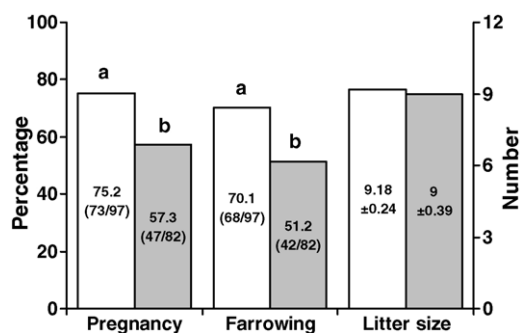 100
80
60
40
20
0
Percentage
12
9
6
3
0
Number
a
b
a
b
75.2
(73/97)
57.3
(47/82)
70.1
(68/97)
51.2
(42/82)
9.18
±0.24
9
±0.39
Pregnancy
Farrowing
Litter size